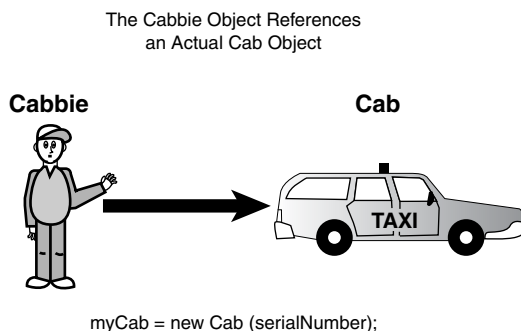 The Cabbie Object References
an Actual Cab Object
Cabbie
Cab
TAXI
myCab = new Cab (serialNumber);